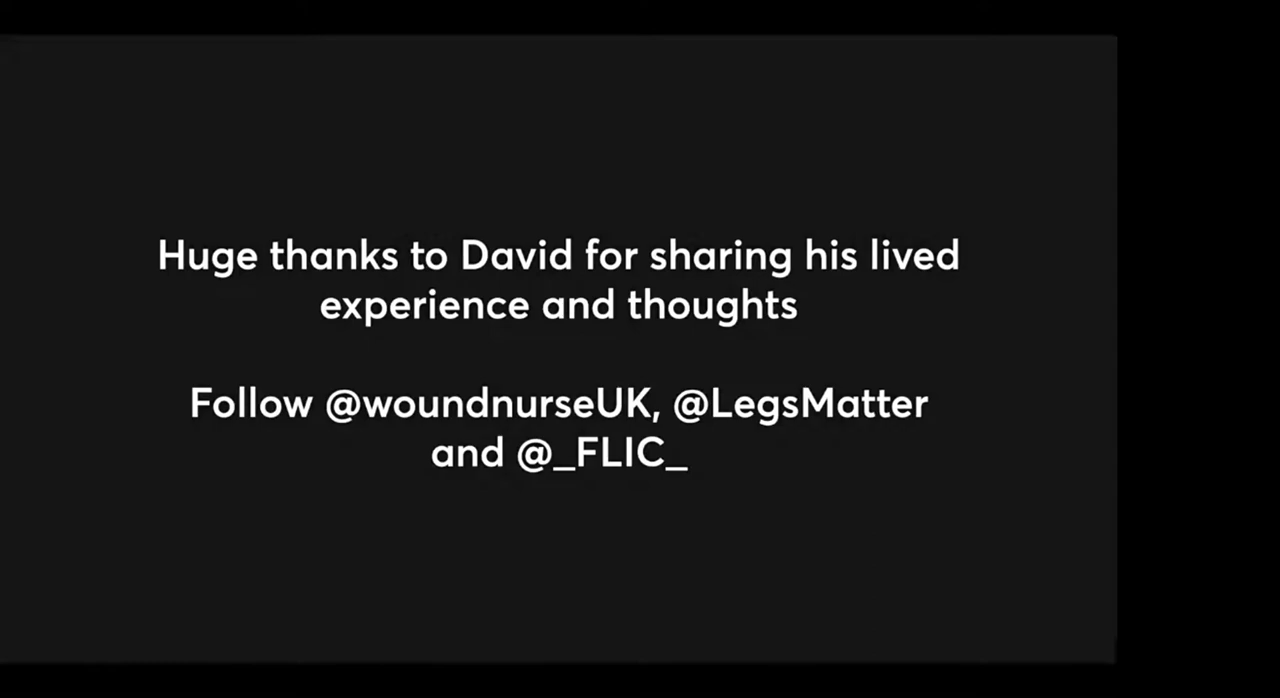 Huge thanks to David for sharing his lived
experience and thoughts
Follow @woundnurseUK, @LegsMatter
and @_FLIC_